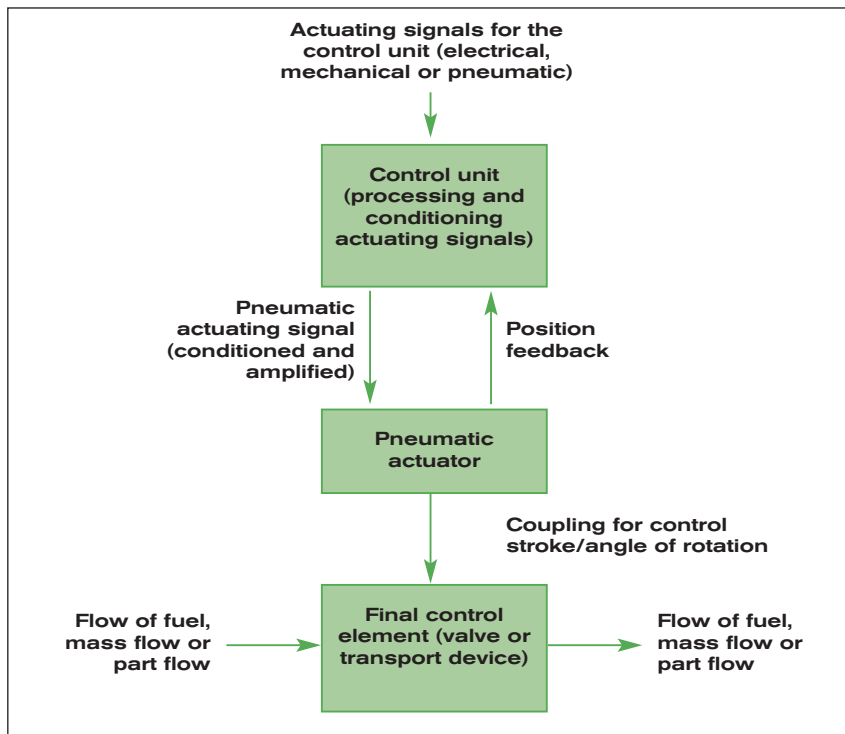 Actuating signals for the
control unit (electrical,
mechanical or pneumatic)
Control unit
(processing and
conditioning
actuating signals)
Pneumatic
actuating signal
(conditioned and
amplified)
Position
feedback
Pneumatic
actuator
Coupling for control
stroke/angle of rotation
Flow of fuel,
mass flow or
part flow
Final control
element (valve or
transport device)
Flow of fuel,
mass flow or
part flow